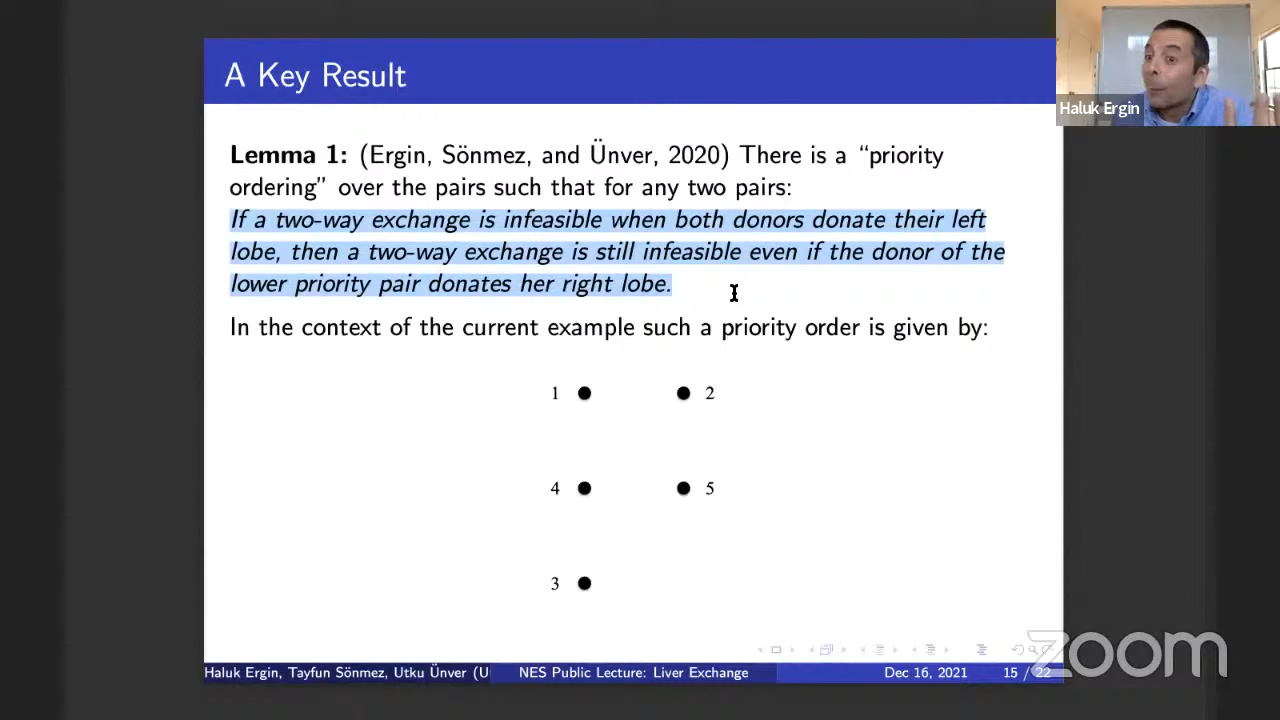 A Key Result
Haluk Ergin
Lemma 1: (Ergin, Sönmez, and Ünver, 2020) There is a “priority
ordering” over the pairs such that for any two pairs:
If a two-way exchange is infeasible when both donors donate their left
lobe, then a two-way exchange is still infeasible even if the donor of the
lower priority pair donates her right lobe.
In the context of the current example such a priority order is given by:
1 2
4 5
3
zoom
Haluk Ergin, Tayfun Sönmez, Utku Ünver (U NES Public Lecture: Liver Exchange Dec 16, 2021 15 / 22